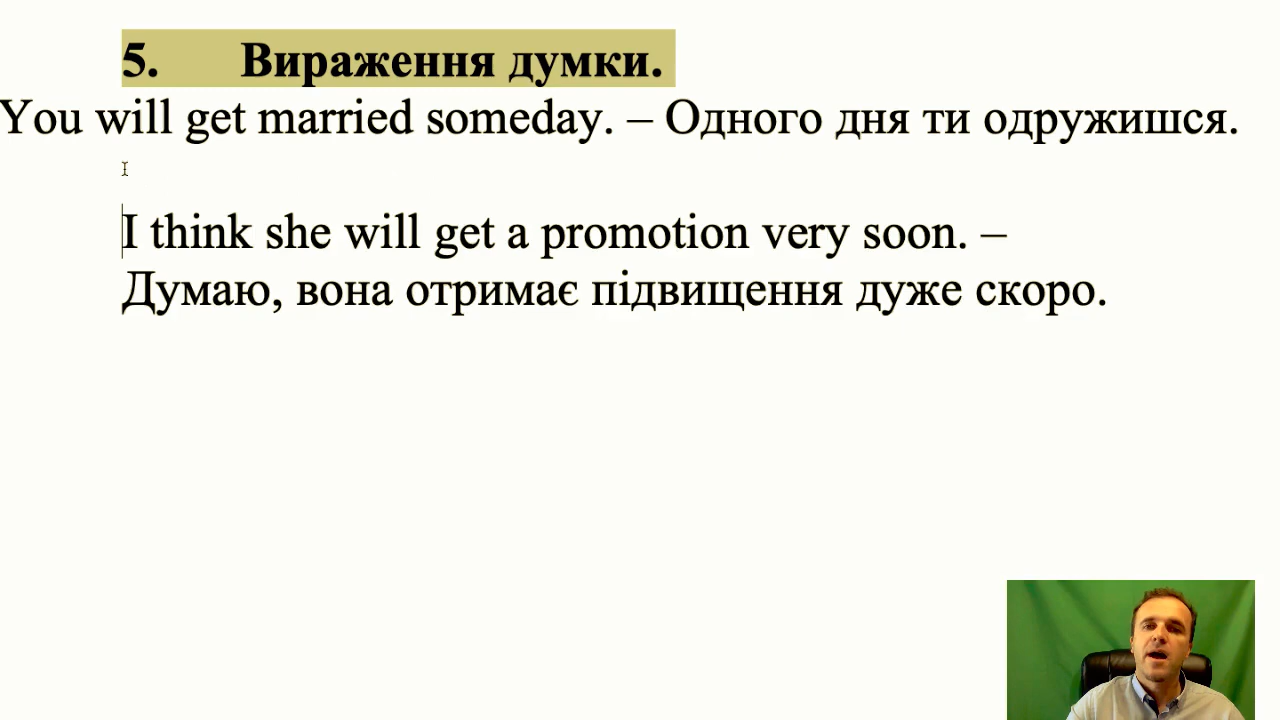 5. Вираження думки.
You will get married someday. – Одного дня ти одружишся.
I think she will get a promotion very soon. –
Думаю, вона отримає підвищення дуже скоро.